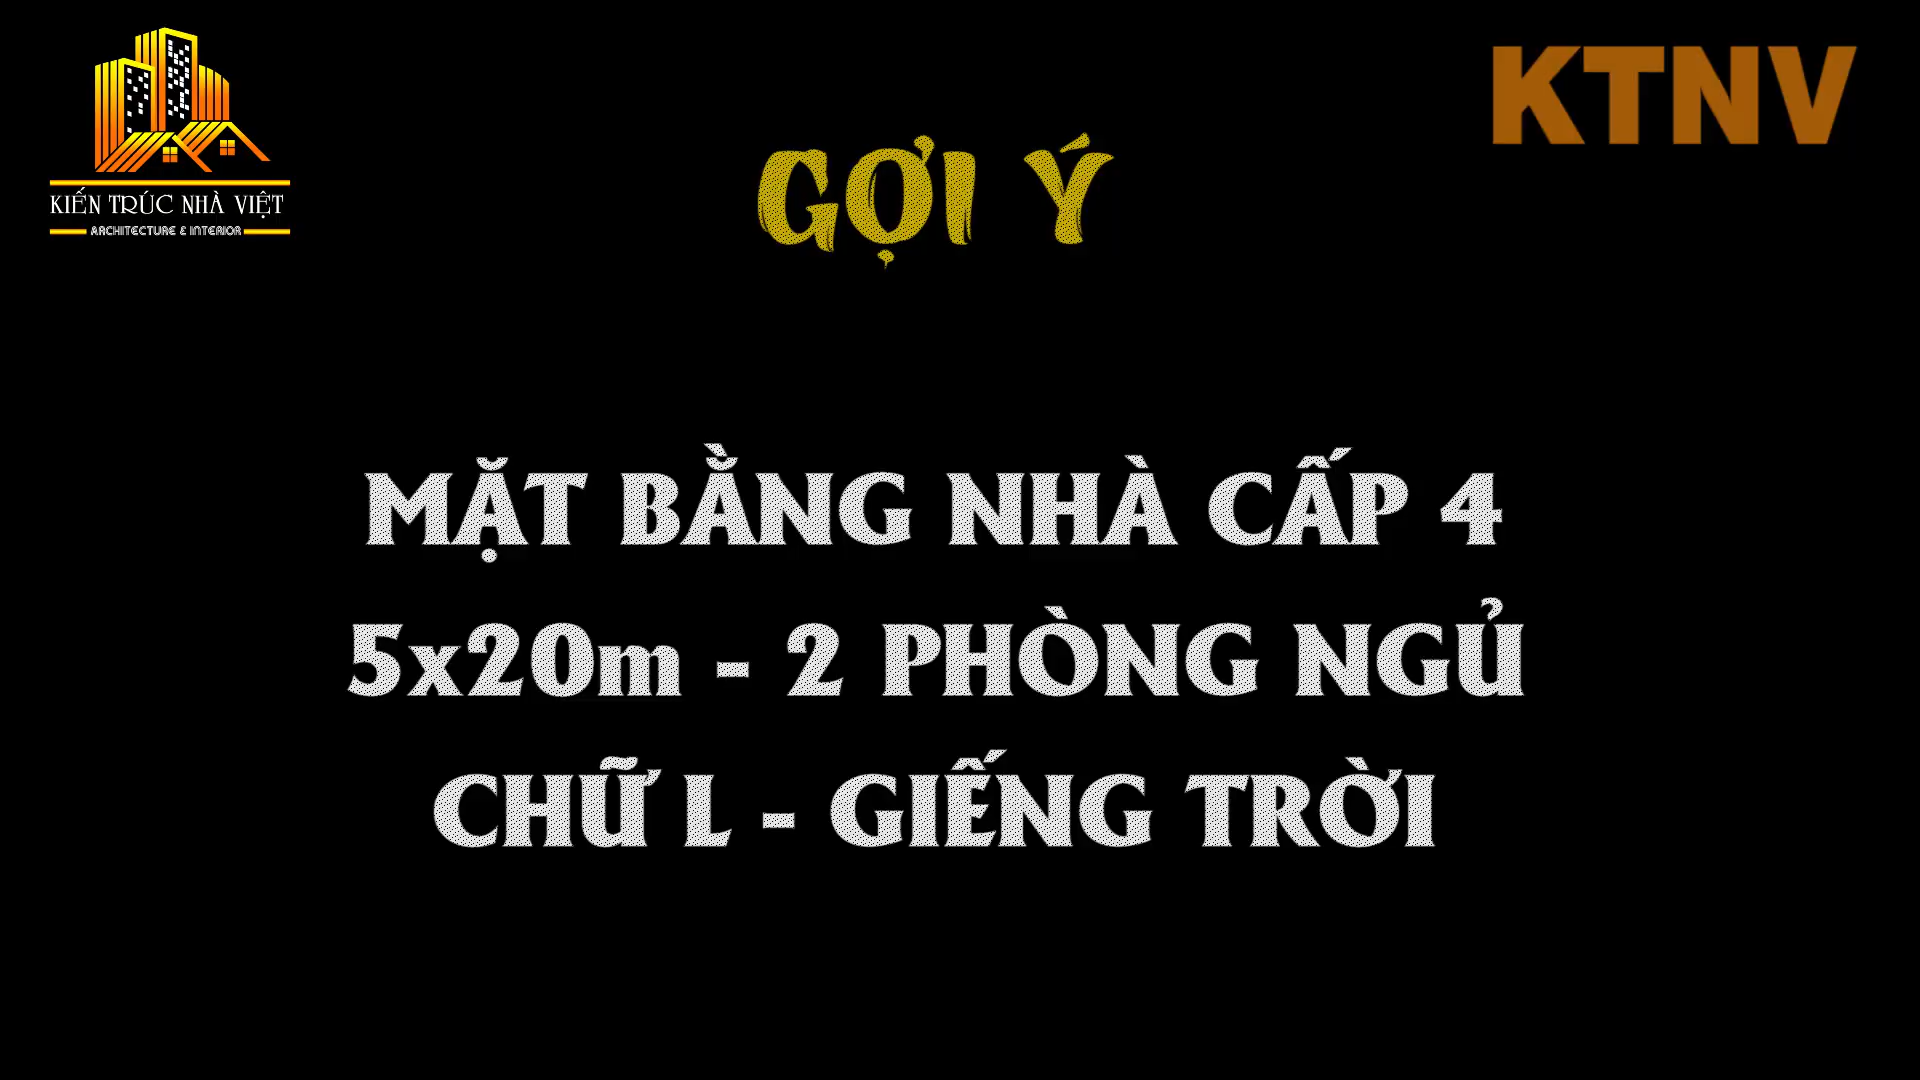 KIẾN TRÚC NHÀ VIỆT
ARCHITECTURE & INTERIOR
KTNV
GỢI Ý
MẶT BẰNG NHÀ CẤP 4
5x20m - 2 PHÒNG NGỦ
CHỮ L - GIẾNG TRỜI